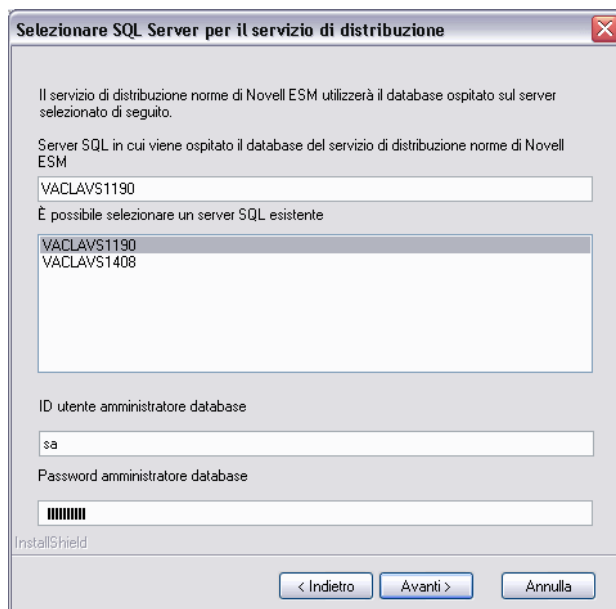 Selezionare SQL Server per il servizio di distribuzione
Il servizio di distribuzione norme di Novell ESM utilizzerà il database ospitato sul server
selezionato di seguito.
Server SQL in cui viene ospitato il database del servizio di distribuzione norme di Novell
ESM
VACLAVS1190
È possibile selezionare un server SQL esistente
VACLAVS1190
VACLAVS1408
ID utente amministratore database
sa
Password amministratore database
InstallShield
< Indietro
Avanti >
Annulla